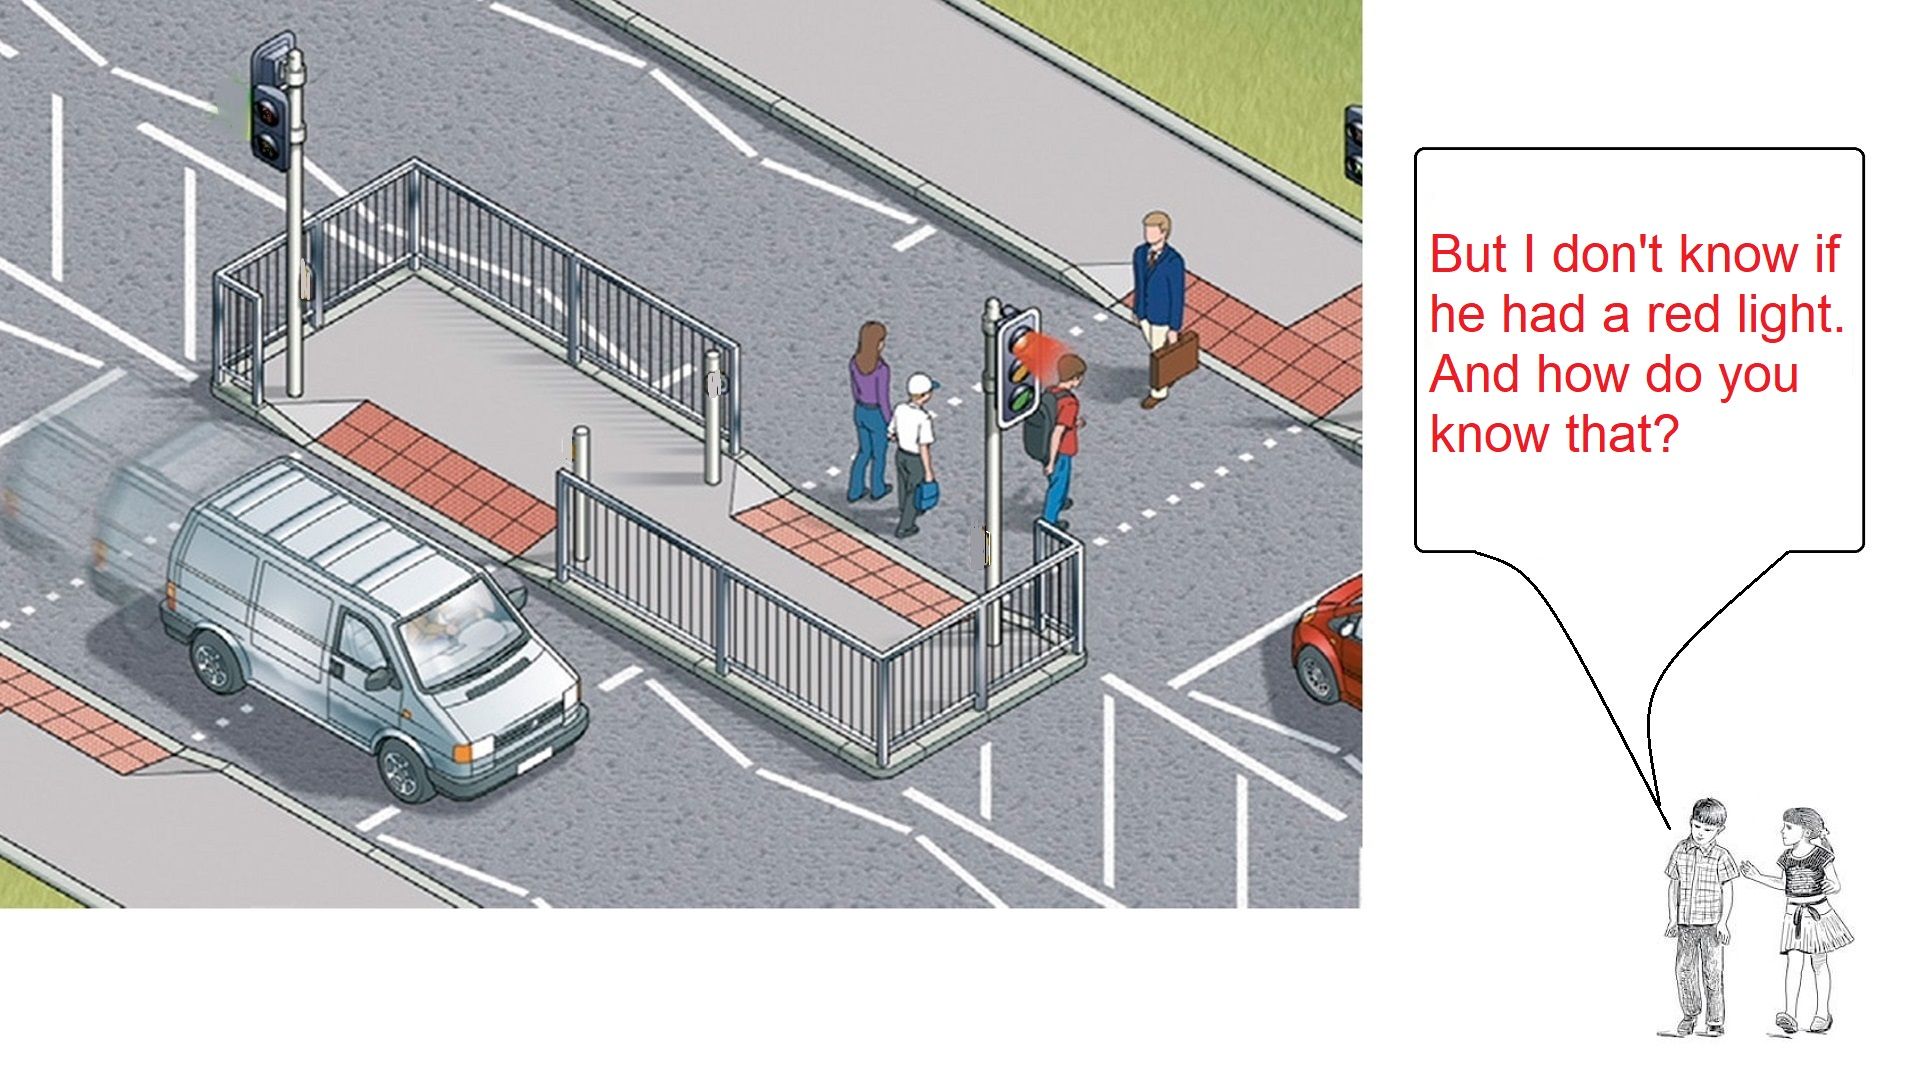 But I don't know if
he had a red light.
And how do you
know that?